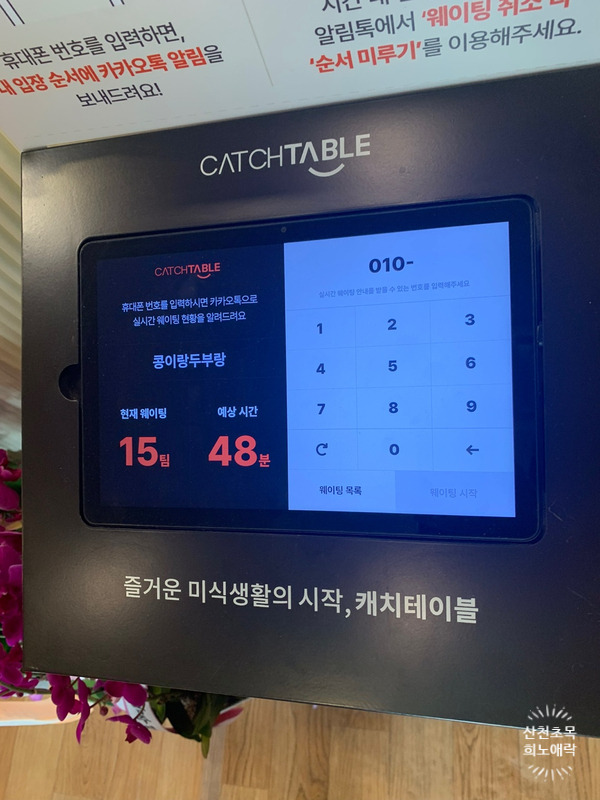 휴대폰 번호를 입력하면,
내 입장 순서에 카카오톡 알림을
보내드려요!
알림톡에서 '웨이팅 취소
'순서 미루기'를 이용해주세요.
CATCHTABLE
CATCHTABLE
휴대폰 번호를 입력하시면 카카오톡으로
실시간 웨이팅 현황을 알려드려요
콩이랑두부랑
현재 웨이팅 예상 시간
15팀 48분
010-
실시간 웨이팅 안내를 받을 수 있는 번호를 입력해주세요
1 2 3
4 5 6
7 8 9
0 ←
웨이팅 목록 웨이팅 시작
즐거운 미식생활의 시작, 캐치테이블
산천초목
희노애락